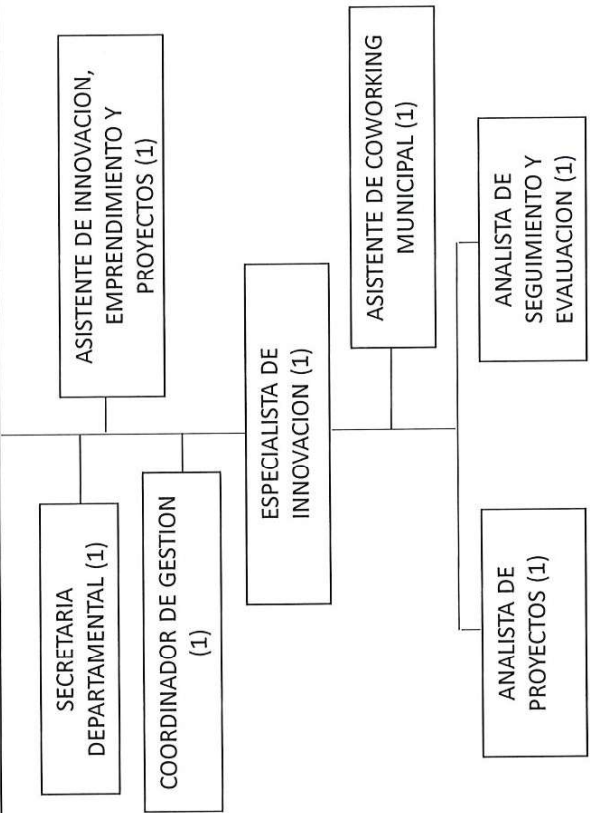 SECRETARIA
DEPARTAMENTAL (1)
ASISTENTE DE INNOVACION,
EMPRENDIMIENTO Y
PROYECTOS (1)
COORDINADOR DE GESTION
(1)
ESPECIALISTA DE
INNOVACION (1)
ASISTENTE DE COWORKING
MUNICIPAL (1)
ANALISTA DE
PROYECTOS (1)
ANALISTA DE
SEGUIMIENTO Y
EVALUACION (1)